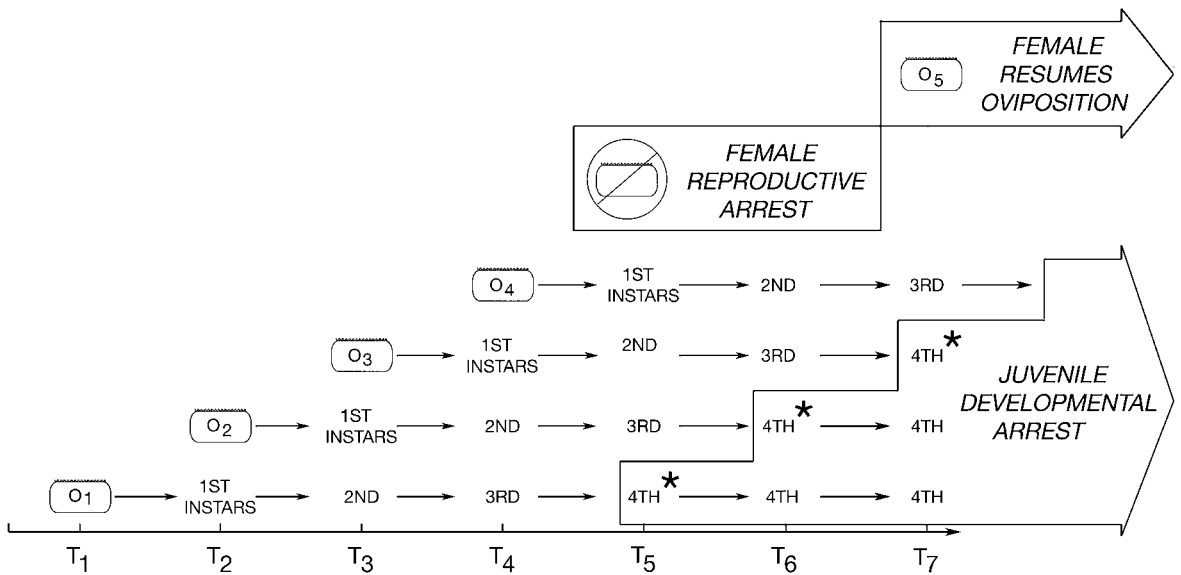 FEMALE
RESUMES
OVIPOSITION
O5
FEMALE
REPRODUCTIVE
ARREST
O4 1ST INSTARS 2ND 3RD
O3 1ST INSTARS 2ND 3RD 4TH*
O2 1ST INSTARS 2ND 3RD 4TH* 4TH
O1 1ST INSTARS 2ND 3RD 4TH* 4TH 4TH
JUVENILE
DEVELOPMENTAL
ARREST
T1 T2 T3 T4 T5 T6 T7